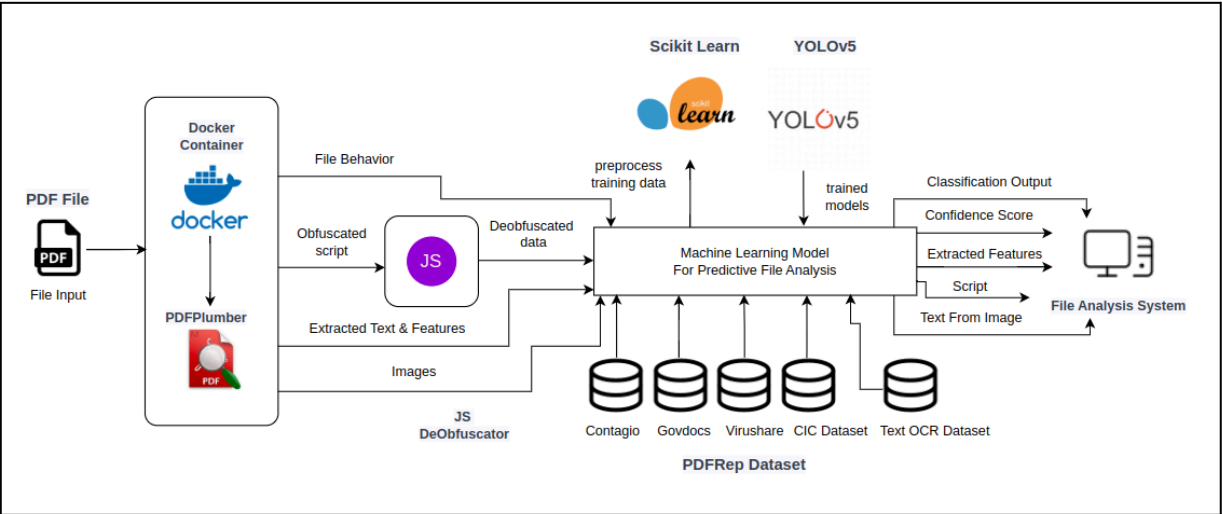 Scikit Learn
YOLOv5
scikit
learn
YOLOv5
Docker
Container
docker
PDFPlumber
PDF
PDF File
PDF
File Input
File Behavior
Obfuscated
script
JS
Deobfuscated
data
Extracted Text & Features
Images
JS
DeObfuscator
preprocess
training data
trained
models
Machine Learning Model
For Predictive File Analysis
Classification Output
Confidence Score
Extracted Features
Script
Text From Image
File Analysis System
Contagio
Govdocs
Virushare
CIC Dataset
Text OCR Dataset
PDFRep Dataset